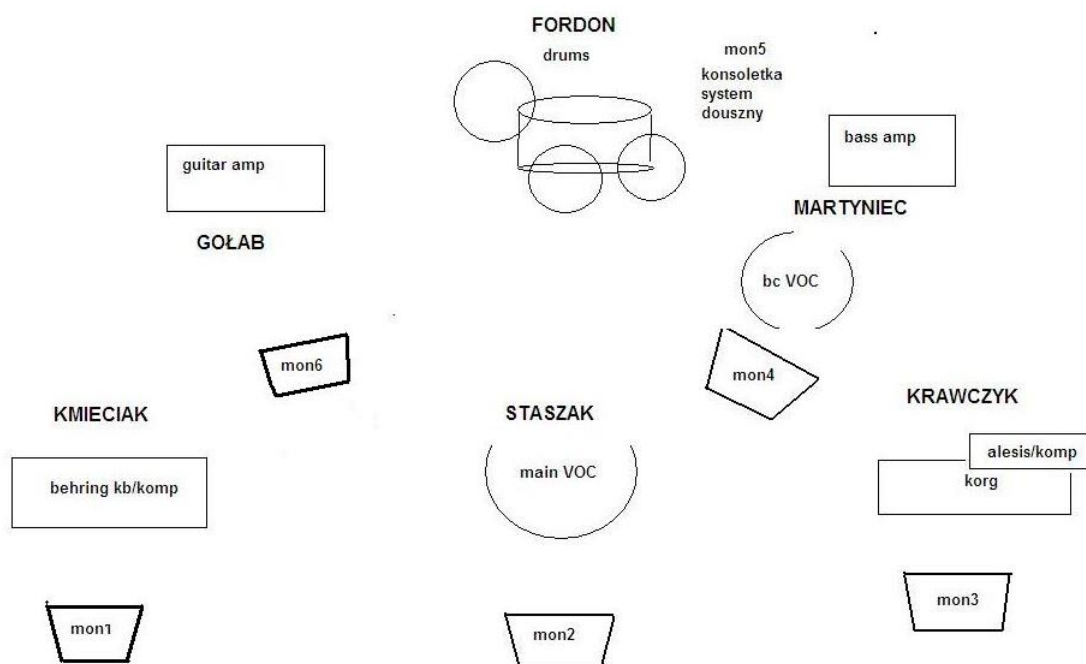 FORDON
drums
mon5
konsoletka
system
douszny
guitar amp
bass amp
MARTYNIEC
GOŁAB
bc VOC
mon6
mon4
KMIECIAK
STASZAK
KRAWCZYK
alesis/komp
behring kb/komp
main VOC
korg
mon1
mon2
mon3